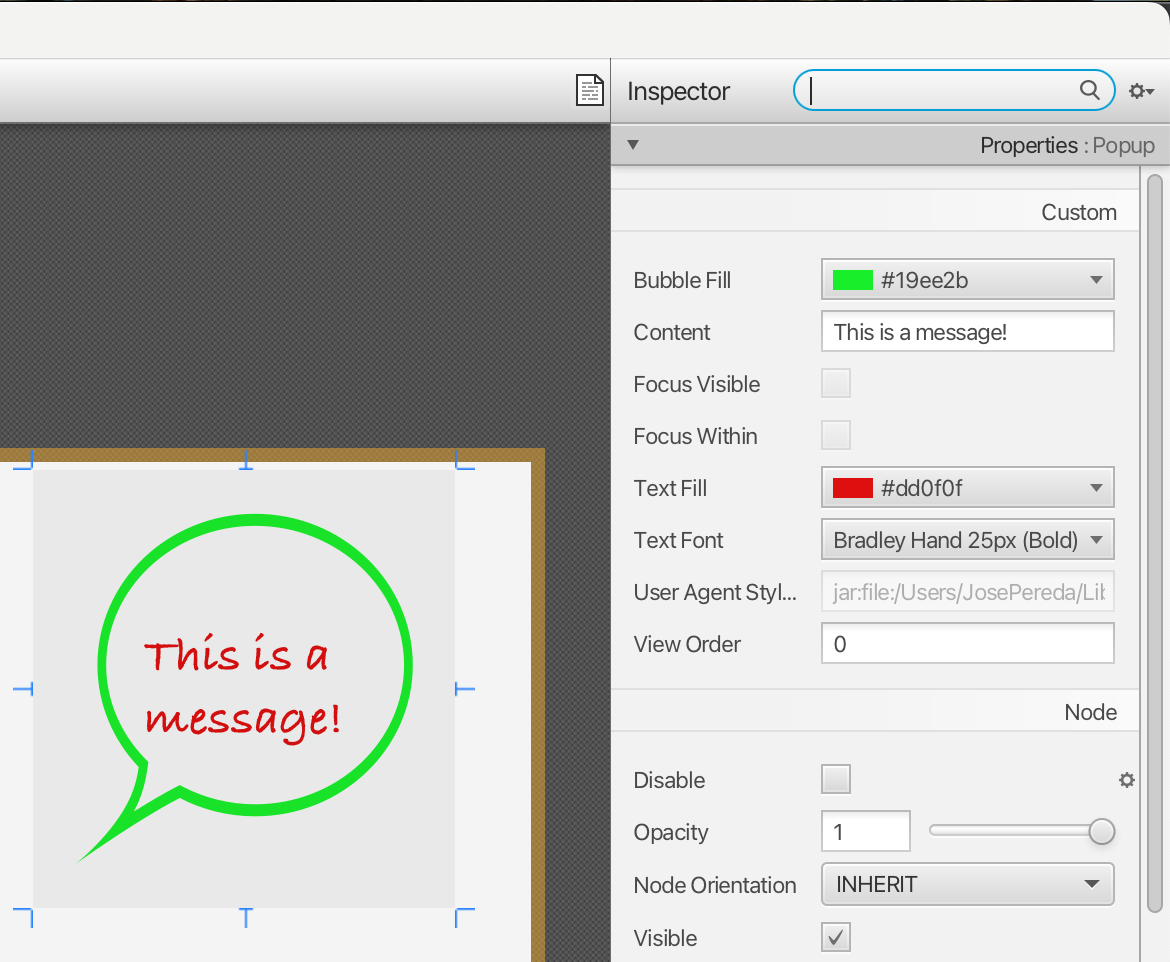 Inspector
Properties : Popup
Custom
Bubble Fill #19ee2b
Content This is a message!
Focus Visible
Focus Within
Text Fill #dd0f0f
Text Font Bradley Hand 25px (Bold)
User Agent Styl... jar:file:/Users/JosePereda/Lib
View Order 0
Node
Disable
Opacity 1
Node Orientation INHERIT
Visible
This is a
message!